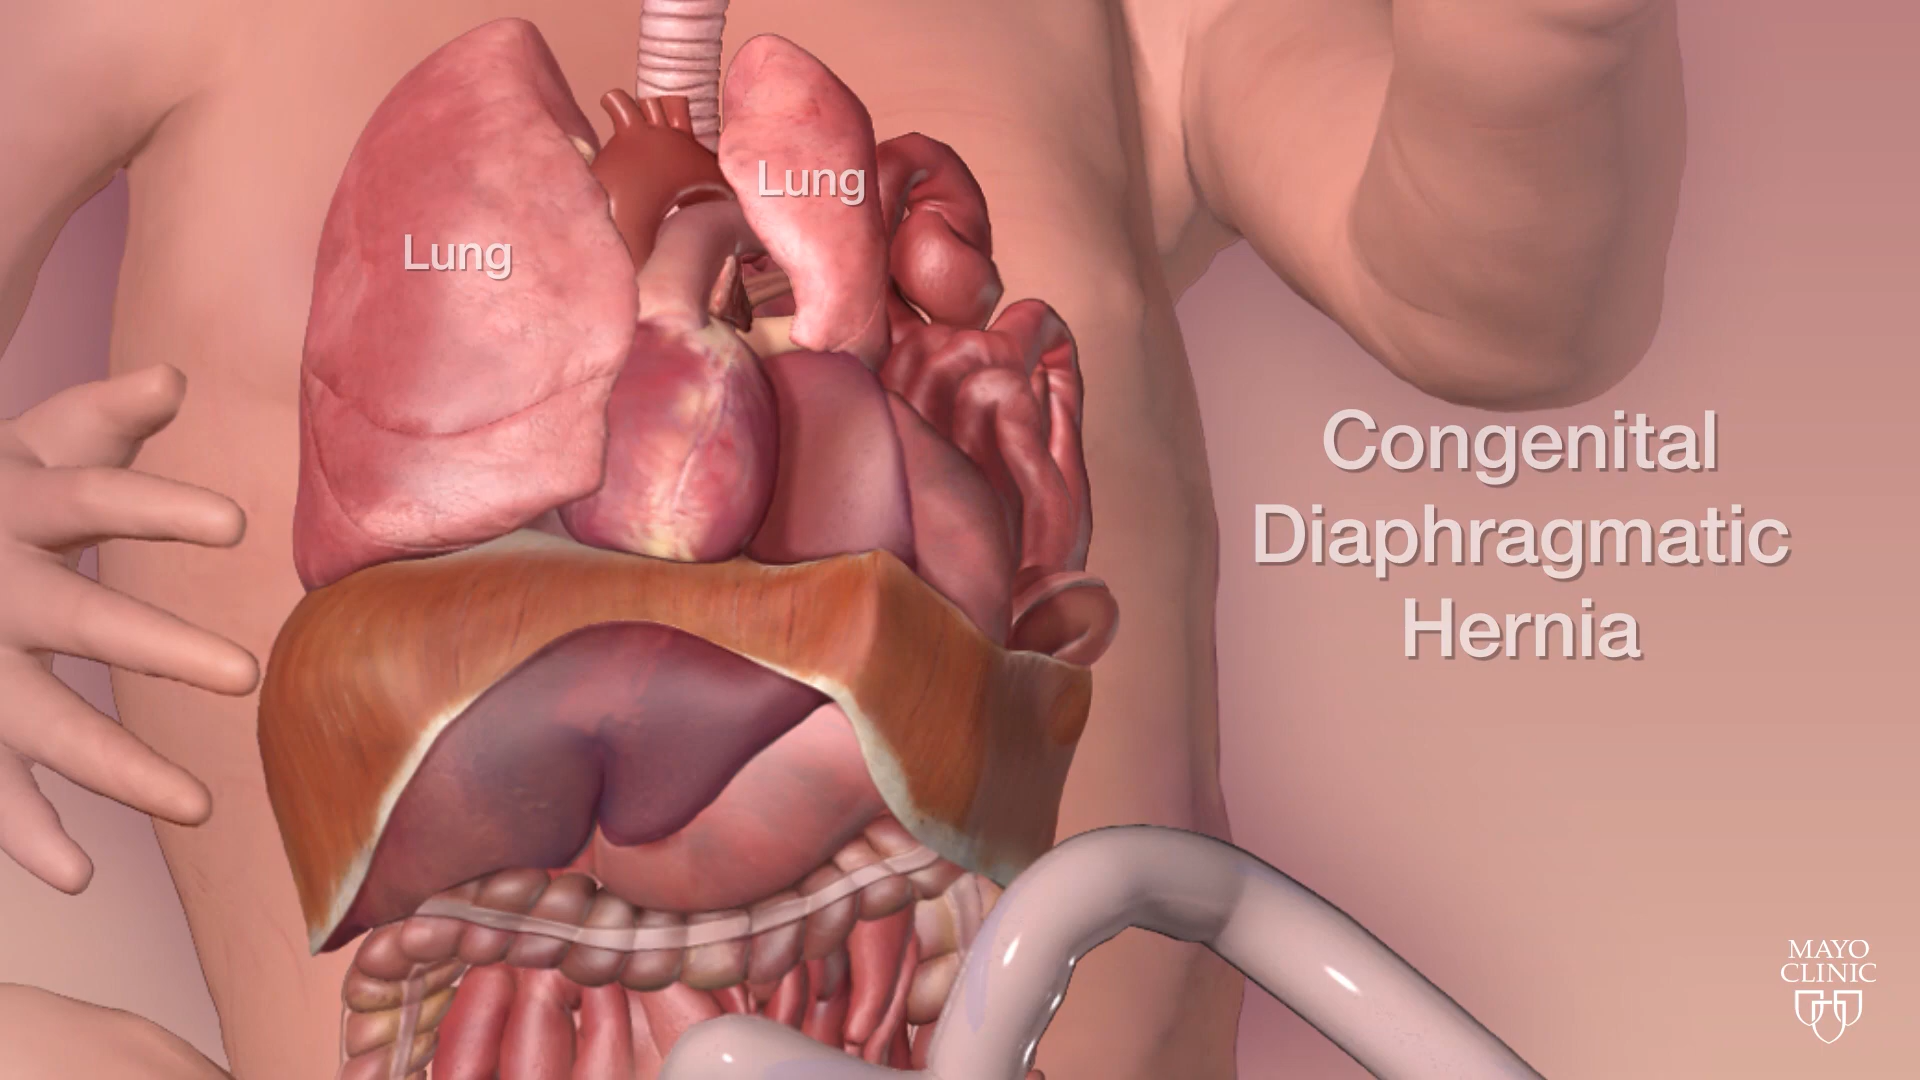 Lung
Lung
Congenital
Diaphragmatic
Hernia
MAYO
CLINIC